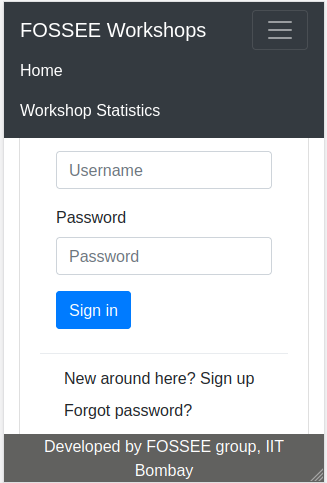 FOSSEE Workshops
Home
Workshop Statistics
Username
Password
Password
Sign in
New around here? Sign up
Forgot password?
Developed by FOSSEE group, IIT
Bombay